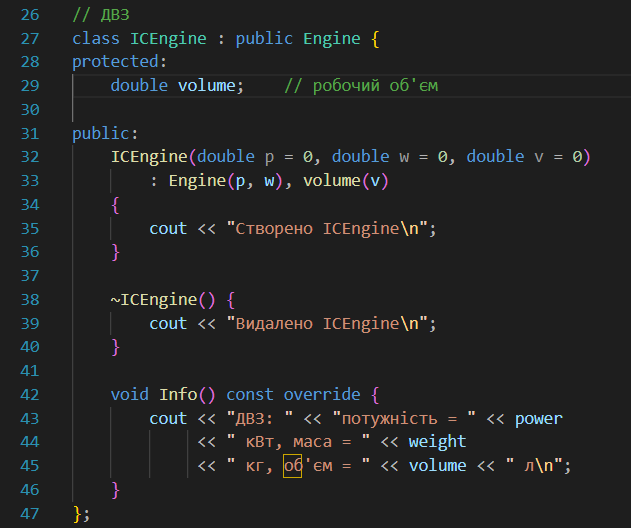 26 // ДВЗ
27 class ICEngine : public Engine {
28 protected:
29     double volume;    // робочий об'єм
30
31 public:
32     ICEngine(double p = 0, double w = 0, double v = 0)
33         : Engine(p, w), volume(v)
34     {
35         cout << "Створено ICEngine\n";
36     }
37
38     ~ICEngine() {
39         cout << "Видалено ICEngine\n";
40     }
41
42     void Info() const override {
43         cout << "ДВЗ: " << "потужність = " << power
44              << " кВт, маса = " << weight
45              << " кг, об'єм = " << volume << " л\n";
46     }
47 };